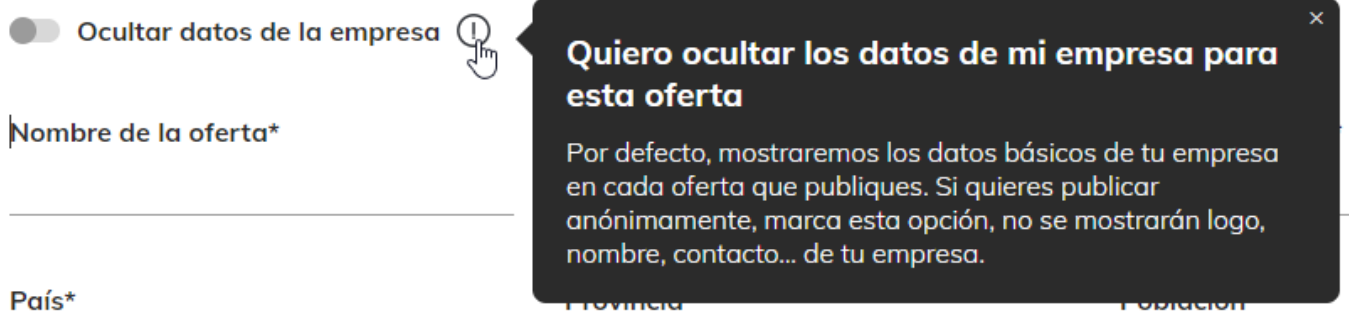 Ocultar datos de la empresa
Quiero ocultar los datos de mi empresa para
esta oferta
Por defecto, mostraremos los datos básicos de tu empresa
en cada oferta que publiques. Si quieres publicar
anónimamente, marca esta opción, no se mostrarán logo,
nombre, contacto... de tu empresa.
Nombre de la oferta*
País*
Provincia
Población